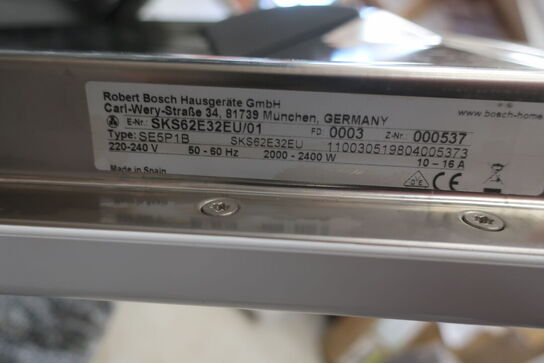 Robert Bosch Hausgeräte GmbH
Carl-Wery-Straße 34, 81739 München, GERMANY www.bosch-home
E-Nr. SKS62E32EU/01 FD 0003 Z-Nr. 000537
Type: SE5P1B SKS62E32EU 110030519804005373
220-240 V 50 - 60 Hz 2000 - 2400 W 10 - 16 A
Made in Spain CE